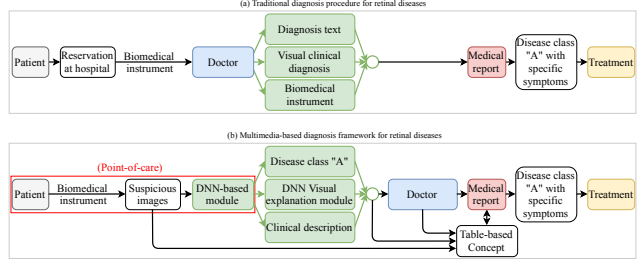 (a) Traditional diagnosis procedure for retinal diseases
Patient
Reservation
at hospital
Biomedical
instrument
Doctor
Diagnosis text
Visual clinical
diagnosis
Biomedical
instrument
Medical
report
Disease class
"A" with
specific
symptoms
Treatment
(b) Multimedia-based diagnosis framework for retinal diseases
(Point-of-care)
Patient
Biomedical
instrument
Suspicious
images
DNN-based
module
Disease class "A"
DNN Visual
explanation module
Clinical description
Doctor
Medical
report
Table-based
Concept
Disease class
"A" with
specific
symptoms
Treatment